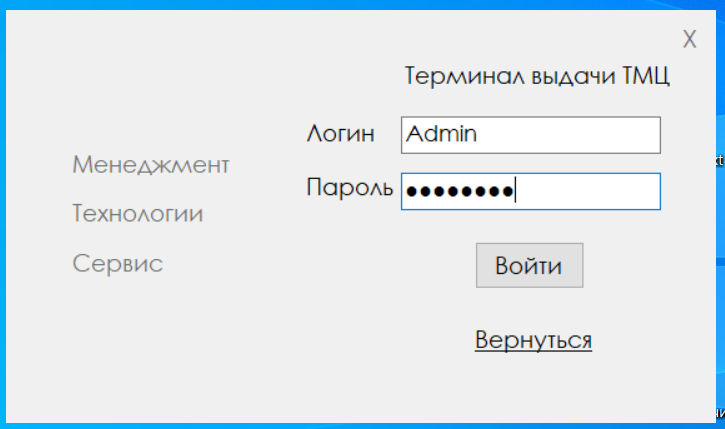 X
Терминал выдачи ТМЦ
Логин Admin
Менеджмент
Пароль ●●●●●●●●
Технологии
Сервис
Войти
Вернуться